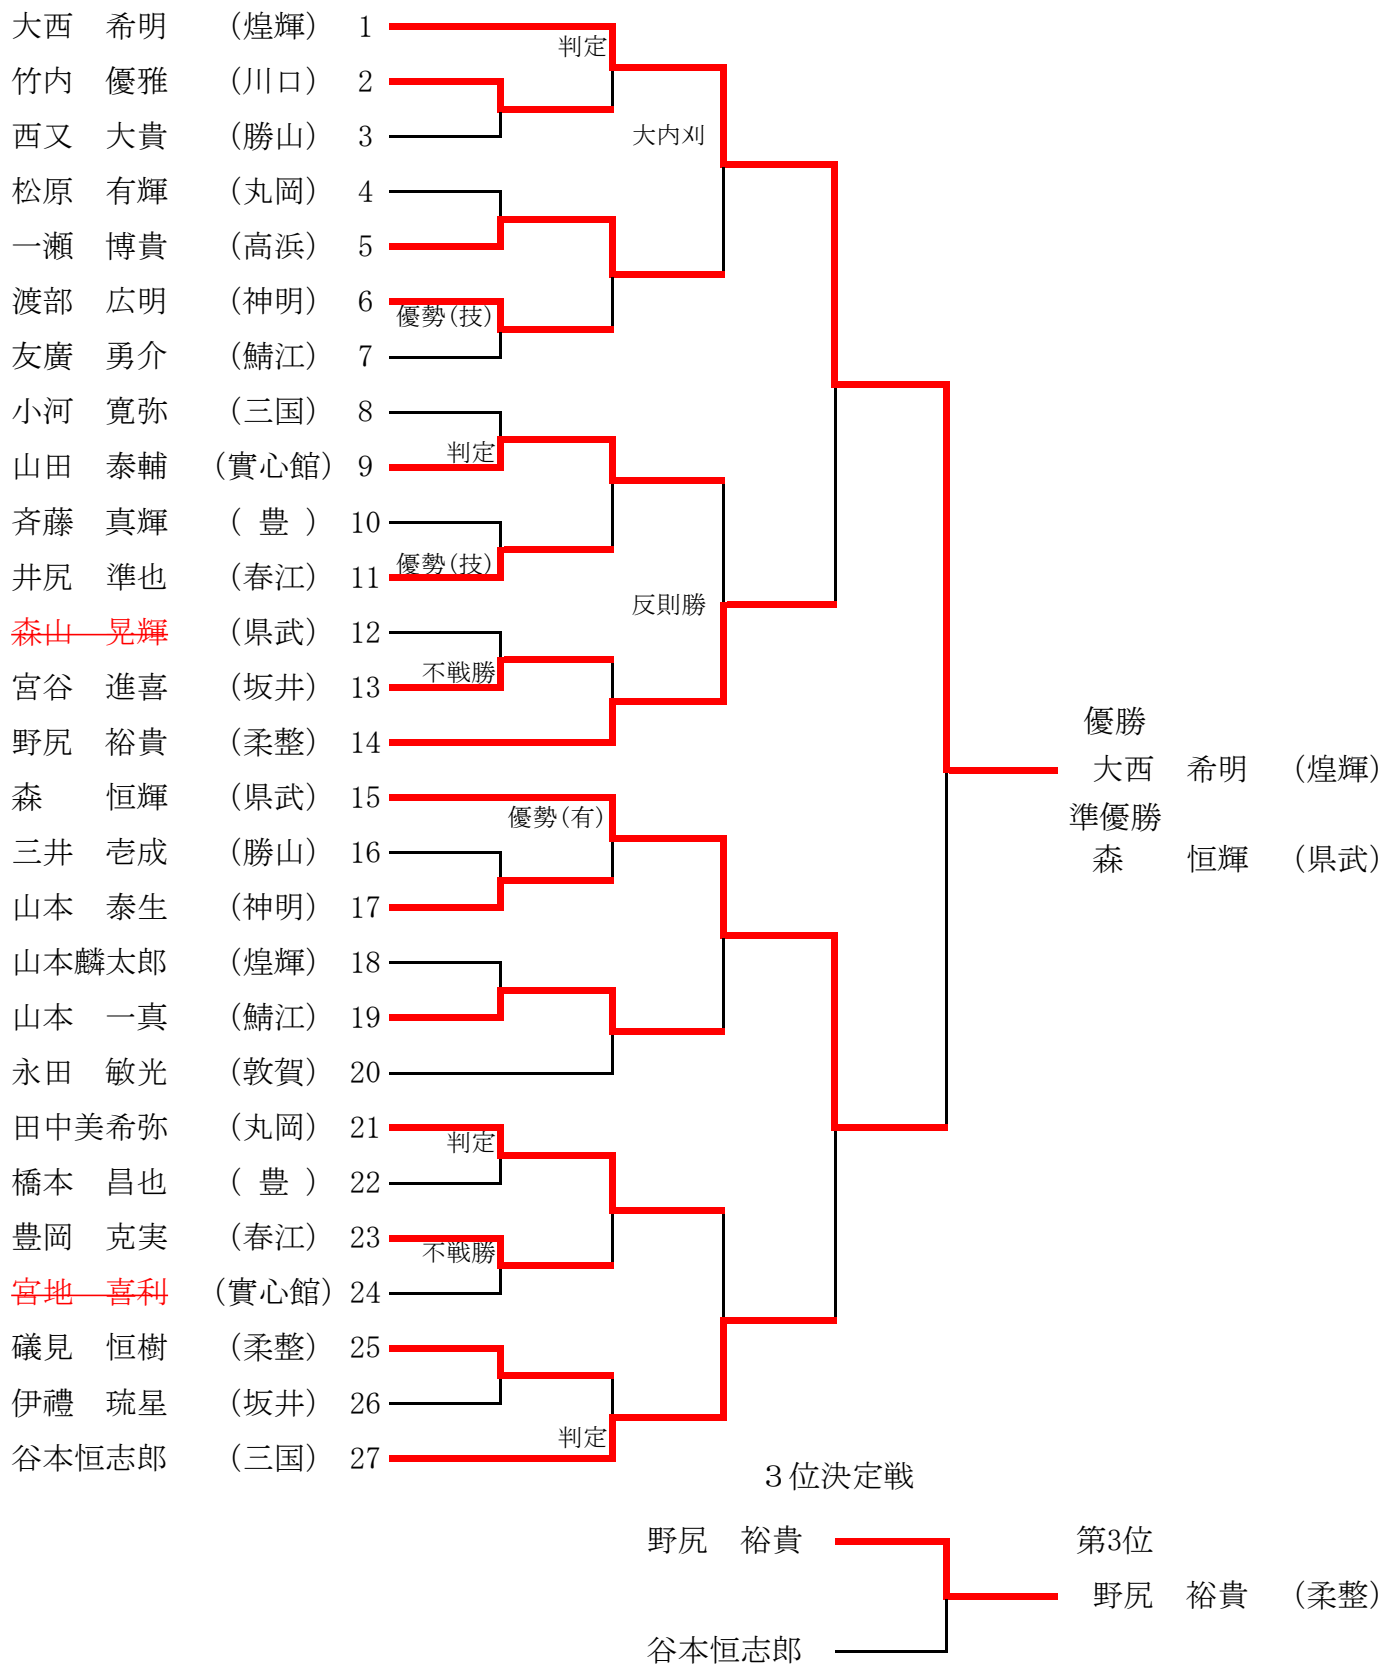 大西　希明　（煌輝）　1
判定
竹内　優雅　（川口）　2
西又　大貴　（勝山）　3
大内刈
松原　有輝　（丸岡）　4
一瀬　博貴　（高浜）　5
渡部　広明　（神明）　6
優勢(技)
友廣　勇介　（鯖江）　7
小河　寛弥　（三国）　8
山田　泰輔　（實心館）　9
判定
斉藤　真輝　（ 豊 ）　10
井尻　準也　（春江）　11
優勢(技)
反則勝
森山　晃輝　（県武）　12
宮谷　進喜　（坂井）　13
不戦勝
野尻　裕貴　（柔整）　14
優勝
大西　希明　（煌輝）
森　　恒輝　（県武）　15
優勢(有)
準優勝
三井　壱成　（勝山）　16
森　　恒輝　（県武）
山本　泰生　（神明）　17
山本麟太郎　（煌輝）　18
山本　一真　（鯖江）　19
永田　敏光　（敦賀）　20
田中美希弥　（丸岡）　21
判定
橋本　昌也　（ 豊 ）　22
豊岡　克実　（春江）　23
不戦勝
宮地　喜利　（實心館）　24
礒見　恒樹　（柔整）　25
伊禮　琉星　（坂井）　26
判定
谷本恒志郎　（三国）　27
３位決定戦
野尻　裕貴
第3位
野尻　裕貴　（柔整）
谷本恒志郎